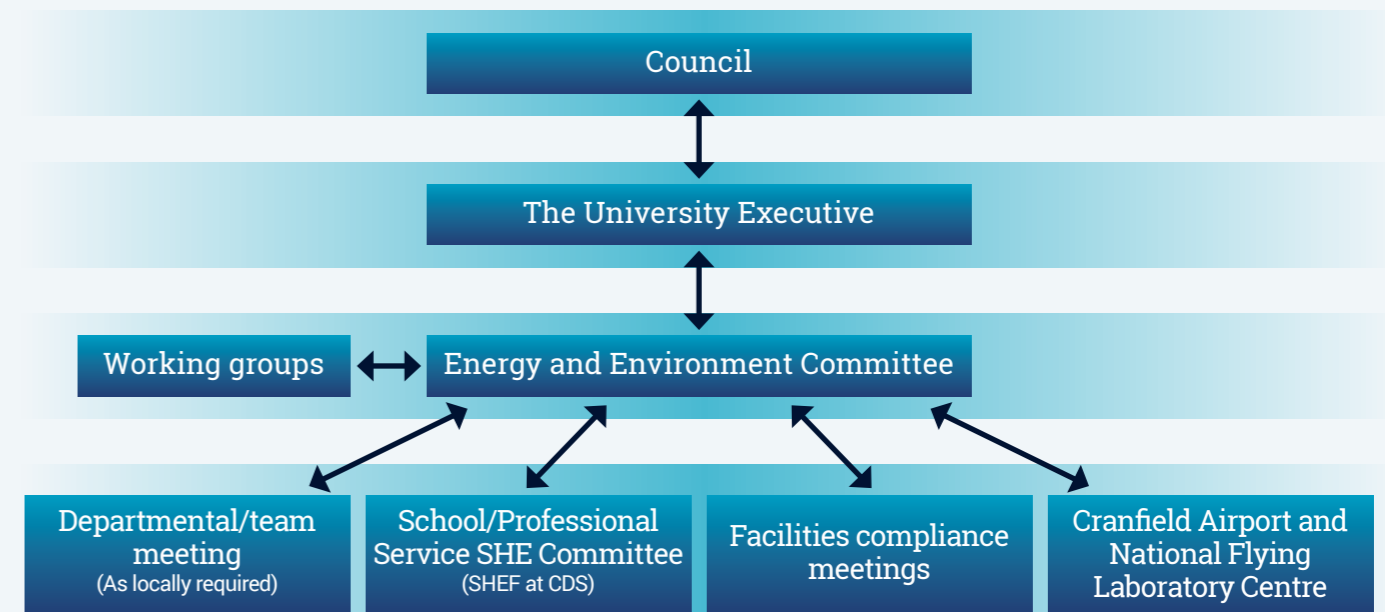 Council
The University Executive
Working groups
Energy and Environment Committee
Departmental/team
meeting
(As locally required)
School/Professional
Service SHE Committee
(SHEF at CDS)
Facilities compliance
meetings
Cranfield Airport and
National Flying
Laboratory Centre